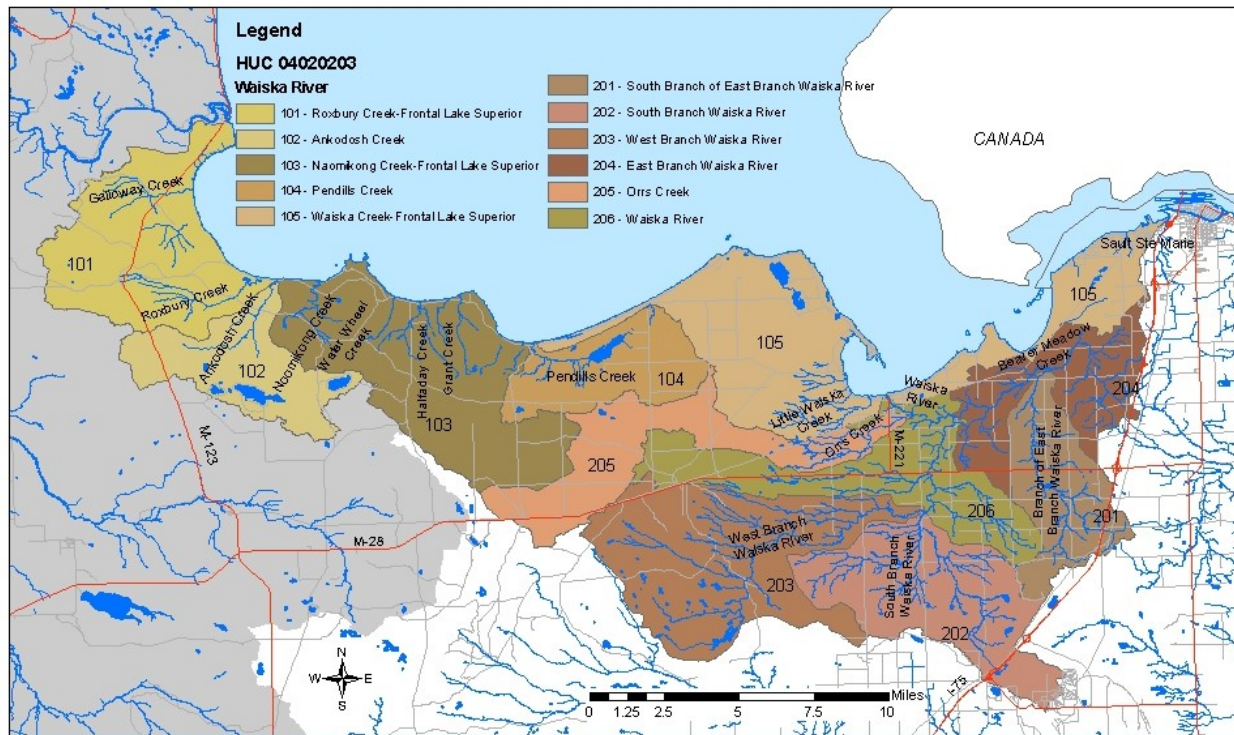 Legend
HUC 04020203
Waiska River
101 - Roxbury Creek-Frontal Lake Superior
102 - Ankodosh Creek
103 - Naomikong Creek-Frontal Lake Superior
104 - Pendills Creek
105 - Waiska Creek-Frontal Lake Superior
201 - South Branch of East Branch Waiska River
202 - South Branch Waiska River
203 - West Branch Waiska River
204 - East Branch Waiska River
205 - Orrs Creek
206 - Waiska River
CANADA
Galloway Creek
101
Roxbury Creek
Ankodosh Creek
102
Naomikong Creek
Water Wheel
Creek
Halfaday Creek
Grant Creek
103
Pendills Creek
104
105
Little Waiska
Creek
Orrs Creek
Waiska
River
M-221
Sault Ste Marie
105
Bearer Meadow
Creek
204
Branch of East
Branch Waiska River
201
205
206
West Branch
Waiska River
203
South Branch
Waiska River
202
M-123
M-28
I-75
N
W
E
S
Miles
0 1.25 2.5 5 7.5 10